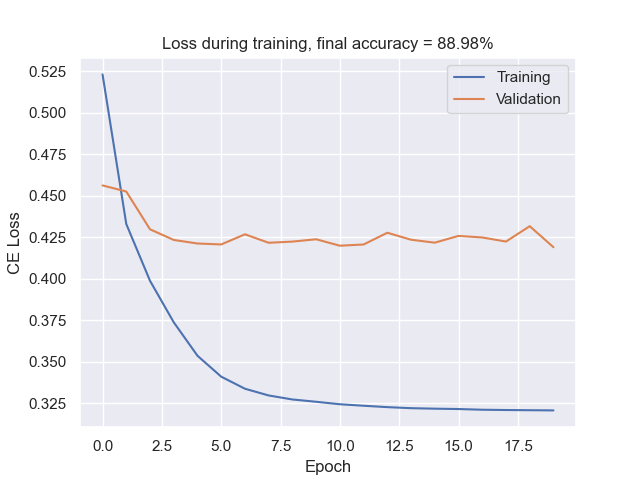 Loss during training, final accuracy = 88.98%
Training
Validation
0.525
0.500
0.475
0.450
0.425
0.400
0.375
0.350
0.325
CE Loss
0.0 2.5 5.0 7.5 10.0 12.5 15.0 17.5
Epoch